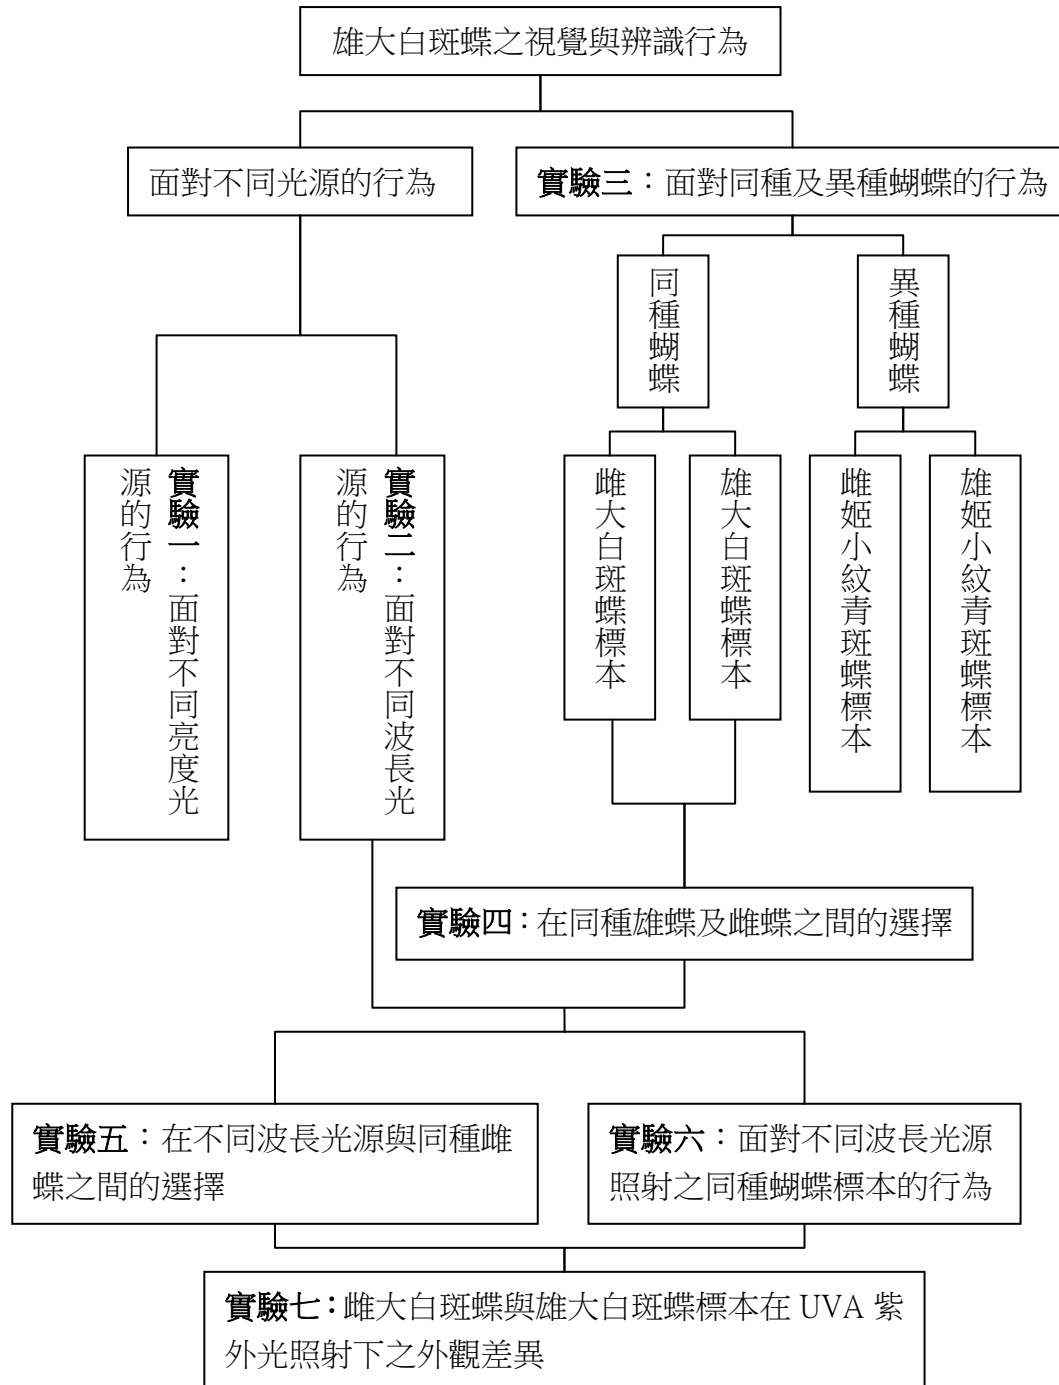 雄大白斑蝶之視覺與辨識行為
面對不同光源的行為
實驗三：面對同種及異種蝴蝶的行為
同種蝴蝶
異種蝴蝶
實驗一：面對不同亮度光
源的行為
實驗二：面對不同波長光
源的行為
雌大白斑蝶標本
雄大白斑蝶標本
雌姬小紋青斑蝶標本
雄姬小紋青斑蝶標本
實驗四：在同種雄蝶及雌蝶之間的選擇
實驗五：在不同波長光源與同種雌
蝶之間的選擇
實驗六：面對不同波長光源
照射之同種蝴蝶標本的行為
實驗七：雌大白斑蝶與雄大白斑蝶標本在 UVA 紫
外光照射下之外觀差異